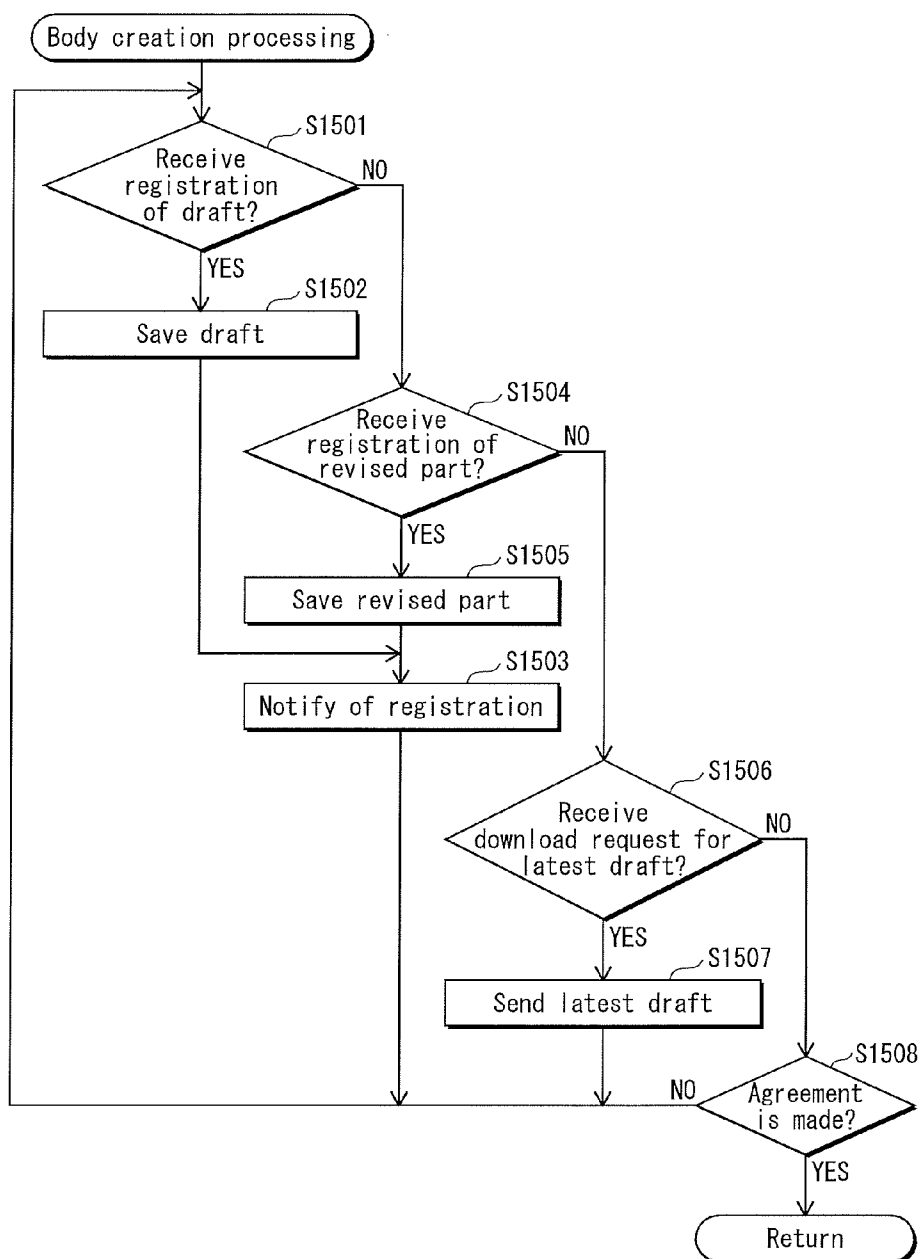 Body creation processing
S1501
Receive
registration
of draft?
NO
YES
S1502
Save draft
S1504
Receive
registration of
revised part?
NO
YES
S1505
Save revised part
S1503
Notify of registration
S1506
Receive
download request for
latest draft?
NO
YES
S1507
Send latest draft
S1508
NO
Agreement
is made?
YES
Return